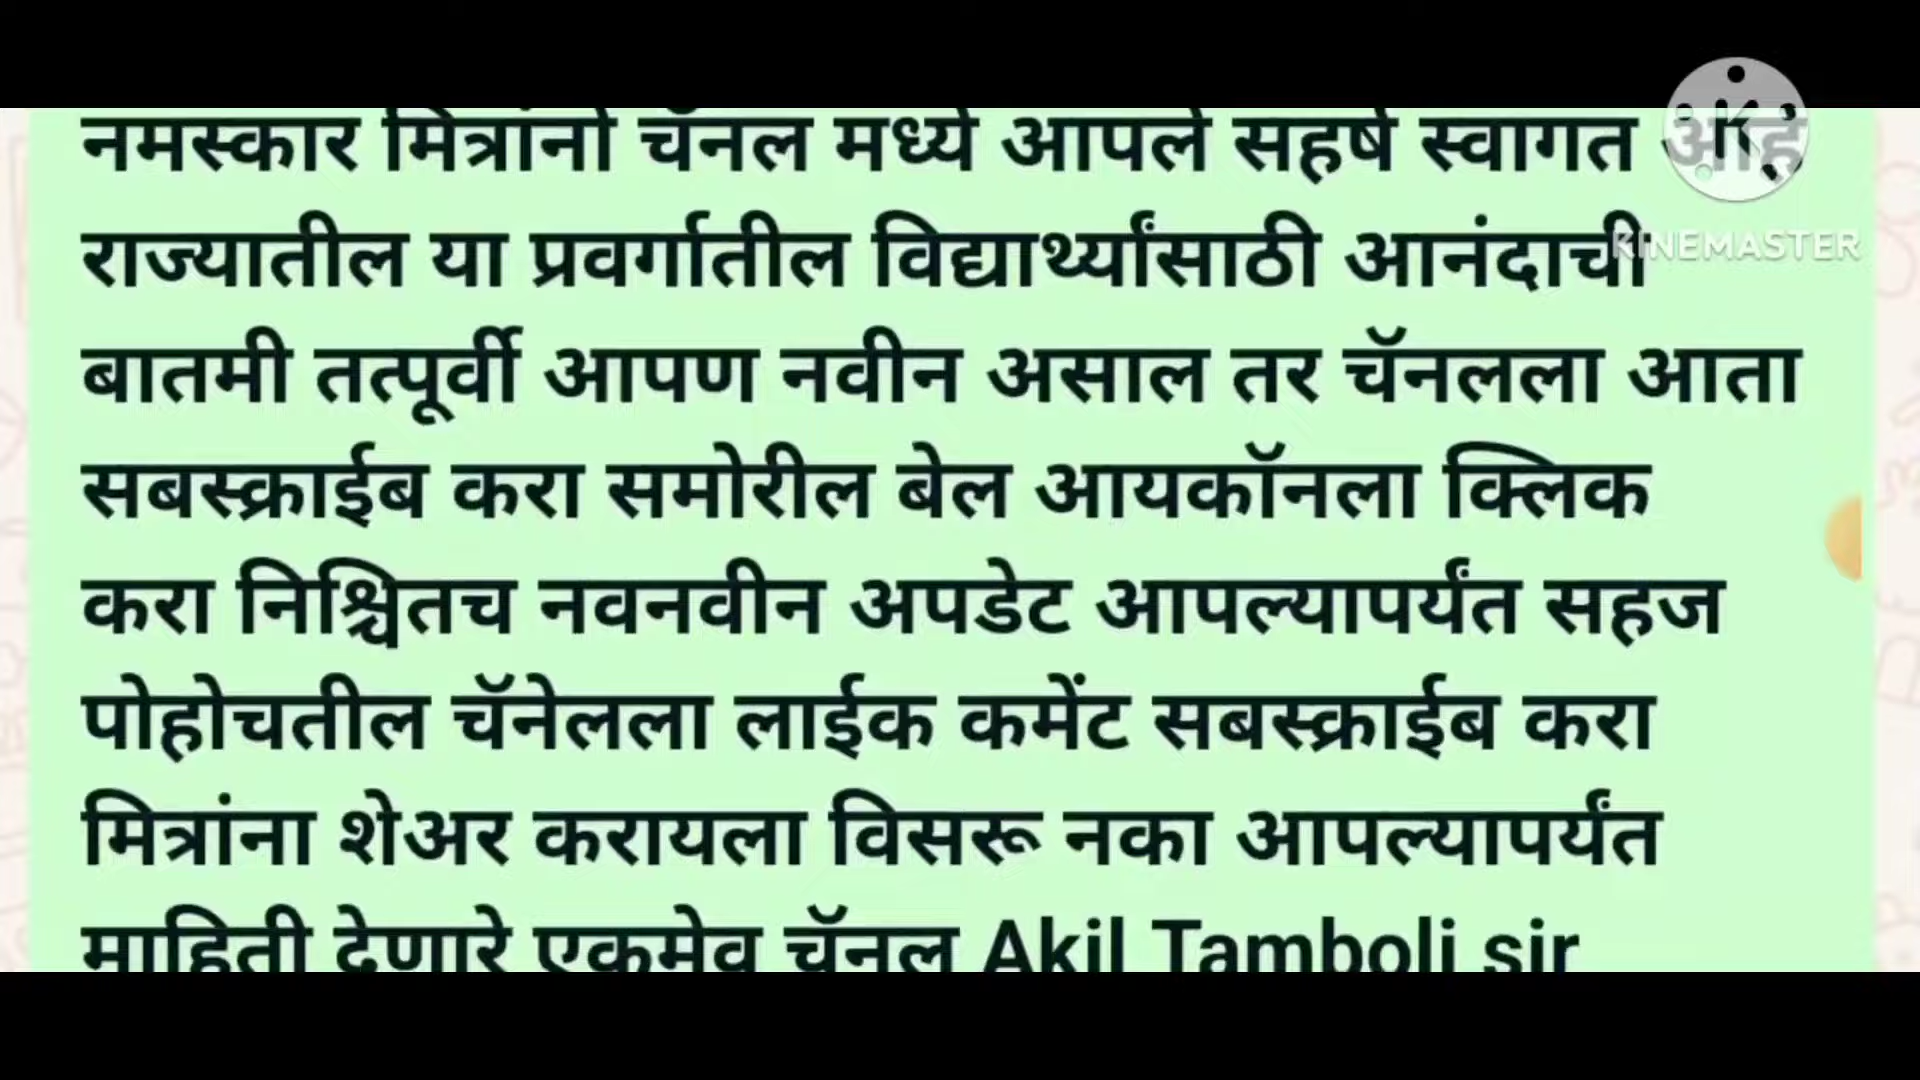 नमस्कार मित्रांनो चॅनल मध्ये आपले सहर्ष स्वागत आहे
राज्यातील या प्रवर्गातील विद्यार्थ्यांसाठी आनंदाची
KINEMASTER
बातमी तत्पूर्वी आपण नवीन असाल तर चॅनलला आता
सबस्क्राईब करा समोरील बेल आयकॉनला क्लिक
करा निश्चितच नवनवीन अपडेट आपल्यापर्यंत सहज
पोहोचतील चॅनेलला लाईक कमेंट सबस्क्राईब करा
मित्रांना शेअर करायला विसरू नका आपल्यापर्यंत
माहिती देणारे एकमेव चॅनल Akil Tamboli sir